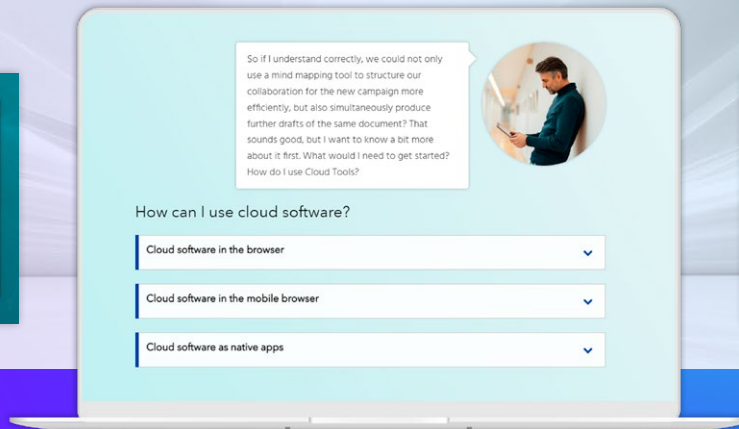 So if I understand correctly, we could not only
use a mind mapping tool to structure our
collaboration for the new campaign more
efficiently, but also simultaneously produce
further drafts of the same document? That
sounds good, but I want to know a bit more
about it first. What would I need to get started?
How do I use Cloud Tools?
How can I use cloud software?
Cloud software in the browser
Cloud software in the mobile browser
Cloud software as native apps